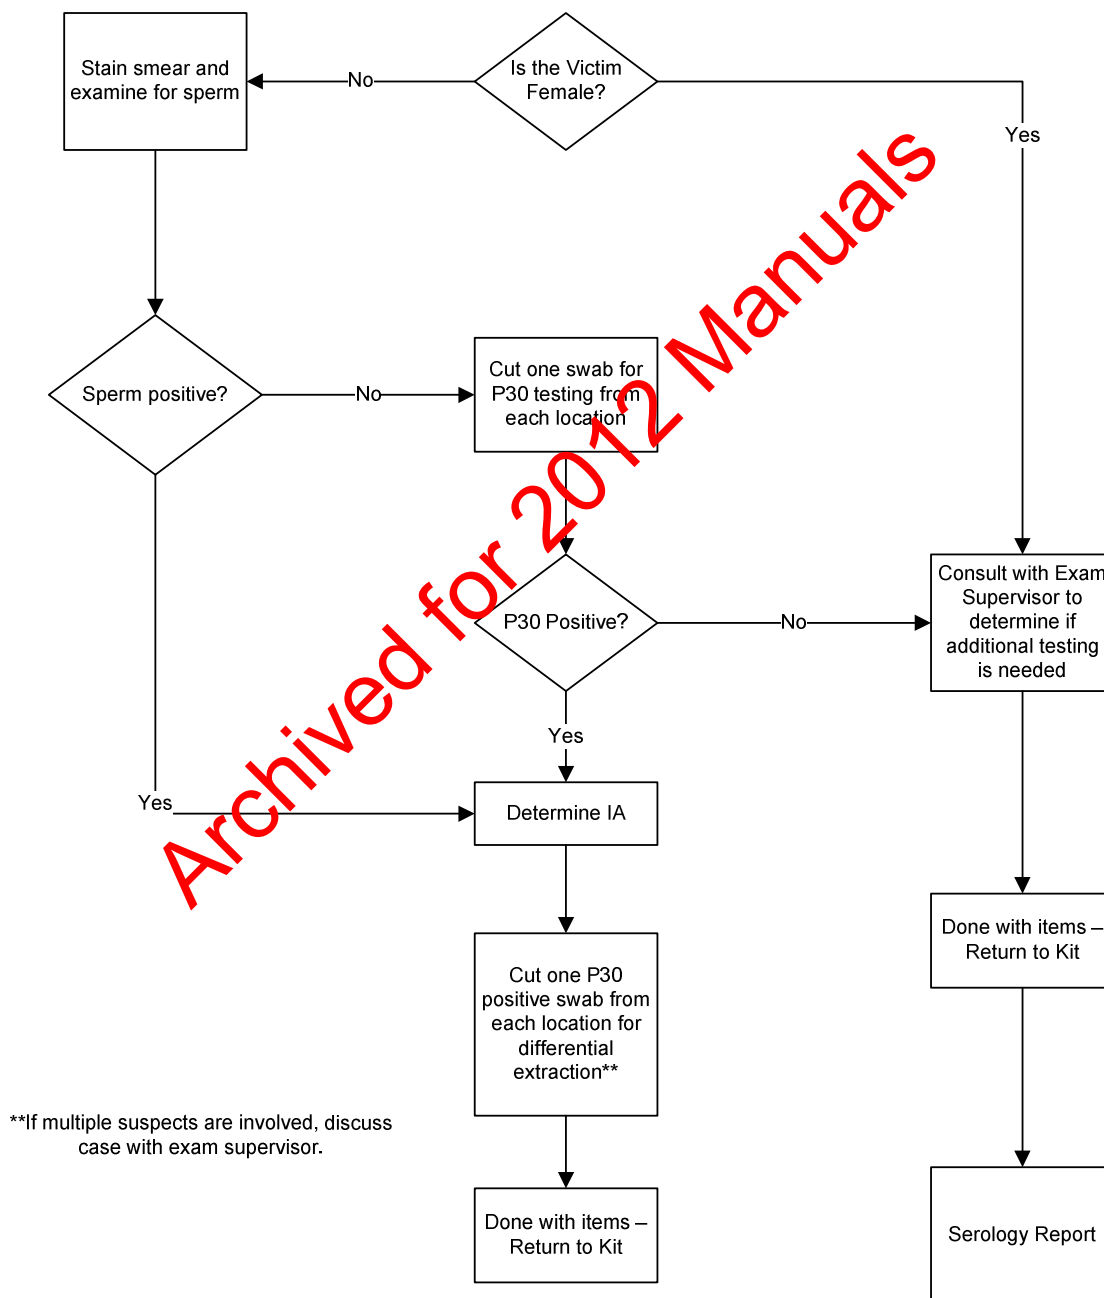 Stain smear and
examine for sperm
No
Is the Victim
Female?
Yes
Sperm positive?
No
Cut one swab for
P30 testing from
each location
P30 Positive?
No
Consult with Exam
Supervisor to
determine if
additional testing
is needed
Yes
Yes
Determine IA
Cut one P30
positive swab from
each location for
differential
extraction**
Done with items –
Return to Kit
Done with items –
Return to Kit
Serology Report
**If multiple suspects are involved, discuss
case with exam supervisor.
Archived for 2012 Manuals